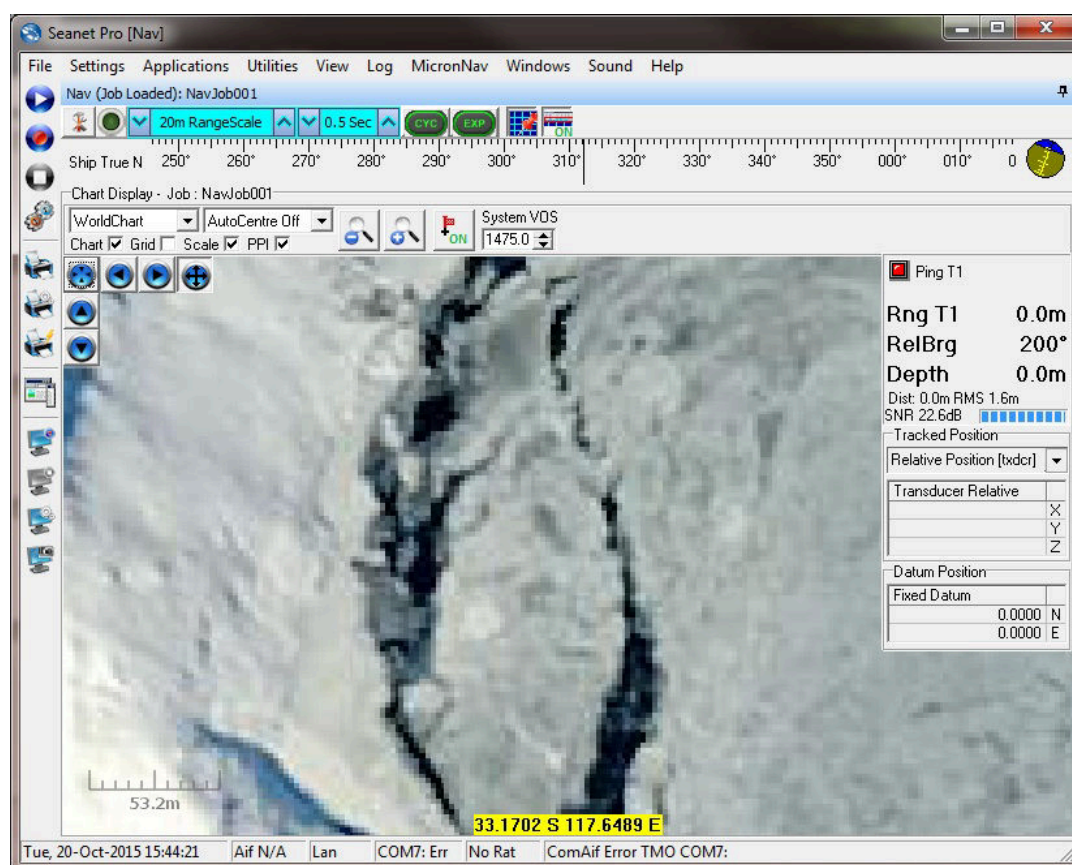 Seanet Pro [Nav]
File Settings Applications Utilities View Log MicronNav Windows Sound Help
Nav (Job Loaded): NavJob001
20m RangeScale 0.5 Sec CYC EXP ON
Ship True N 250° 260° 270° 280° 290° 300° 310° 320° 330° 340° 350° 000° 010° 0
Chart Display - Job : NavJob001
WorldChart AutoCentre Off ON System VOS
Chart Grid Scale PPI 1475.0
Ping T1
Rng T1 0.0m
RelBrg 200°
Depth 0.0m
Dist: 0.0m RMS 1.6m
SNR 22.6dB
Tracked Position
Relative Position [txdcr]
Transducer Relative
X
Y
Z
Datum Position
Fixed Datum
0.0000 N
0.0000 E
53.2m
33.1702 S 117.6489 E
Tue, 20-Oct-2015 15:44:21 Aif N/A Lan COM7: Err No Rat ComAif Error TMO COM7: